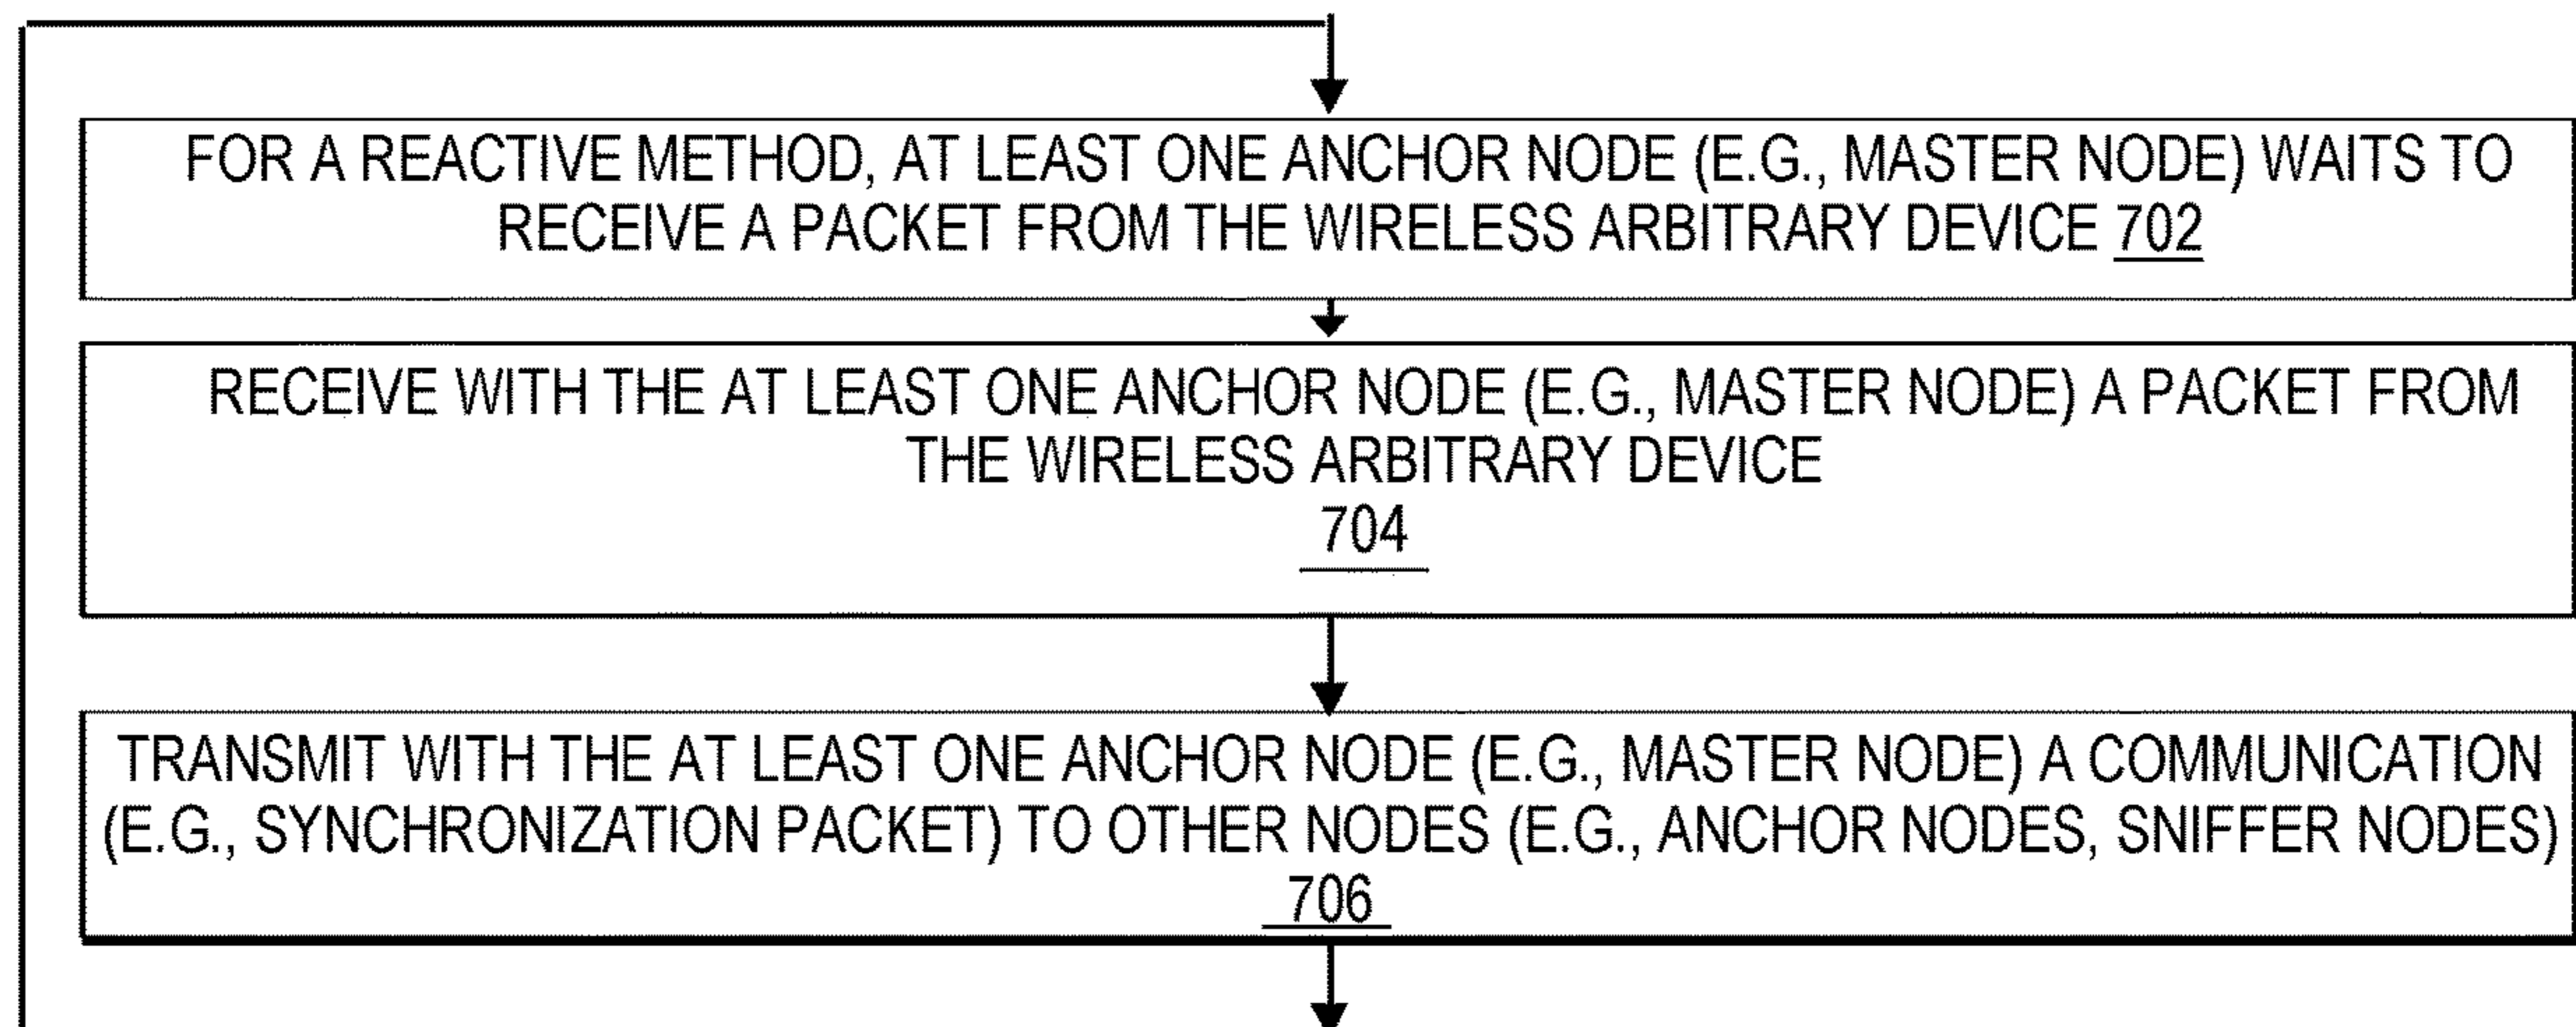 FOR A REACTIVE METHOD, AT LEAST ONE ANCHOR NODE (E.G., MASTER NODE) WAITS TO
RECEIVE A PACKET FROM THE WIRELESS ARBITRARY DEVICE 702
RECEIVE WITH THE AT LEAST ONE ANCHOR NODE (E.G., MASTER NODE) A PACKET FROM
THE WIRELESS ARBITRARY DEVICE
704
TRANSMIT WITH THE AT LEAST ONE ANCHOR NODE (E.G., MASTER NODE) A COMMUNICATION
(E.G., SYNCHRONIZATION PACKET) TO OTHER NODES (E.G., ANCHOR NODES, SNIFFER NODES)
706